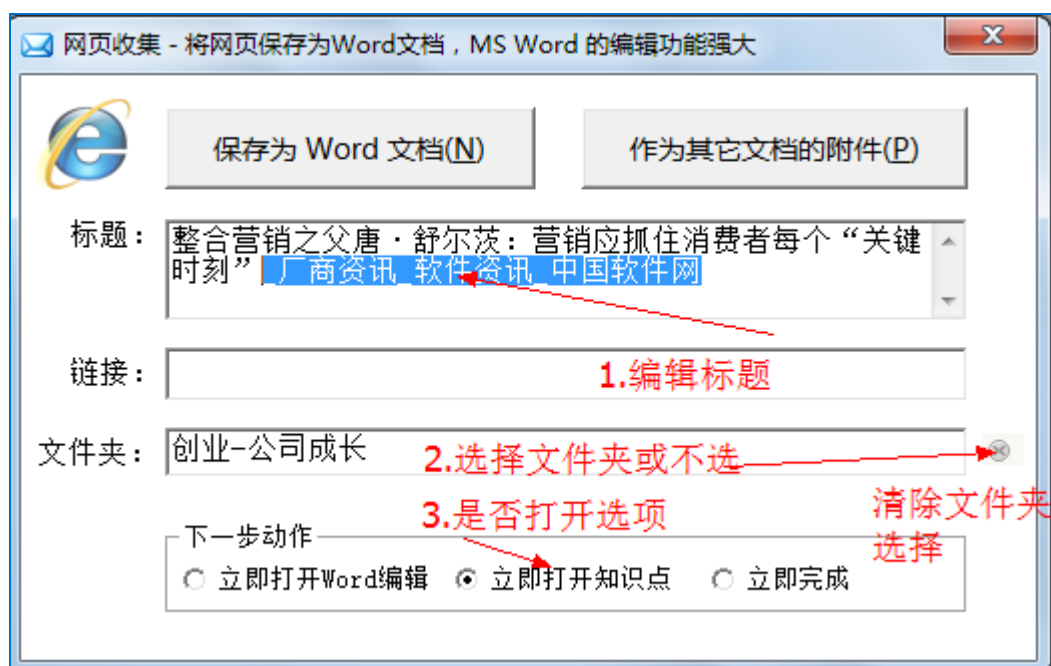 网页收集 - 将网页保存为Word文档，MS Word 的编辑功能强大
x
保存为 Word 文档(N)
作为其它文档的附件(P)
标题：
整合营销之父唐·舒尔茨：营销应抓住消费者每个“关键
时刻”_厂商资讯_软件资讯_中国软件网
链接：
1.编辑标题
文件夹：
创业-公司成长
2.选择文件夹或不选
清除文件夹
选择
3.是否打开选项
下一步动作
立即打开Word编辑
立即打开知识点
立即完成